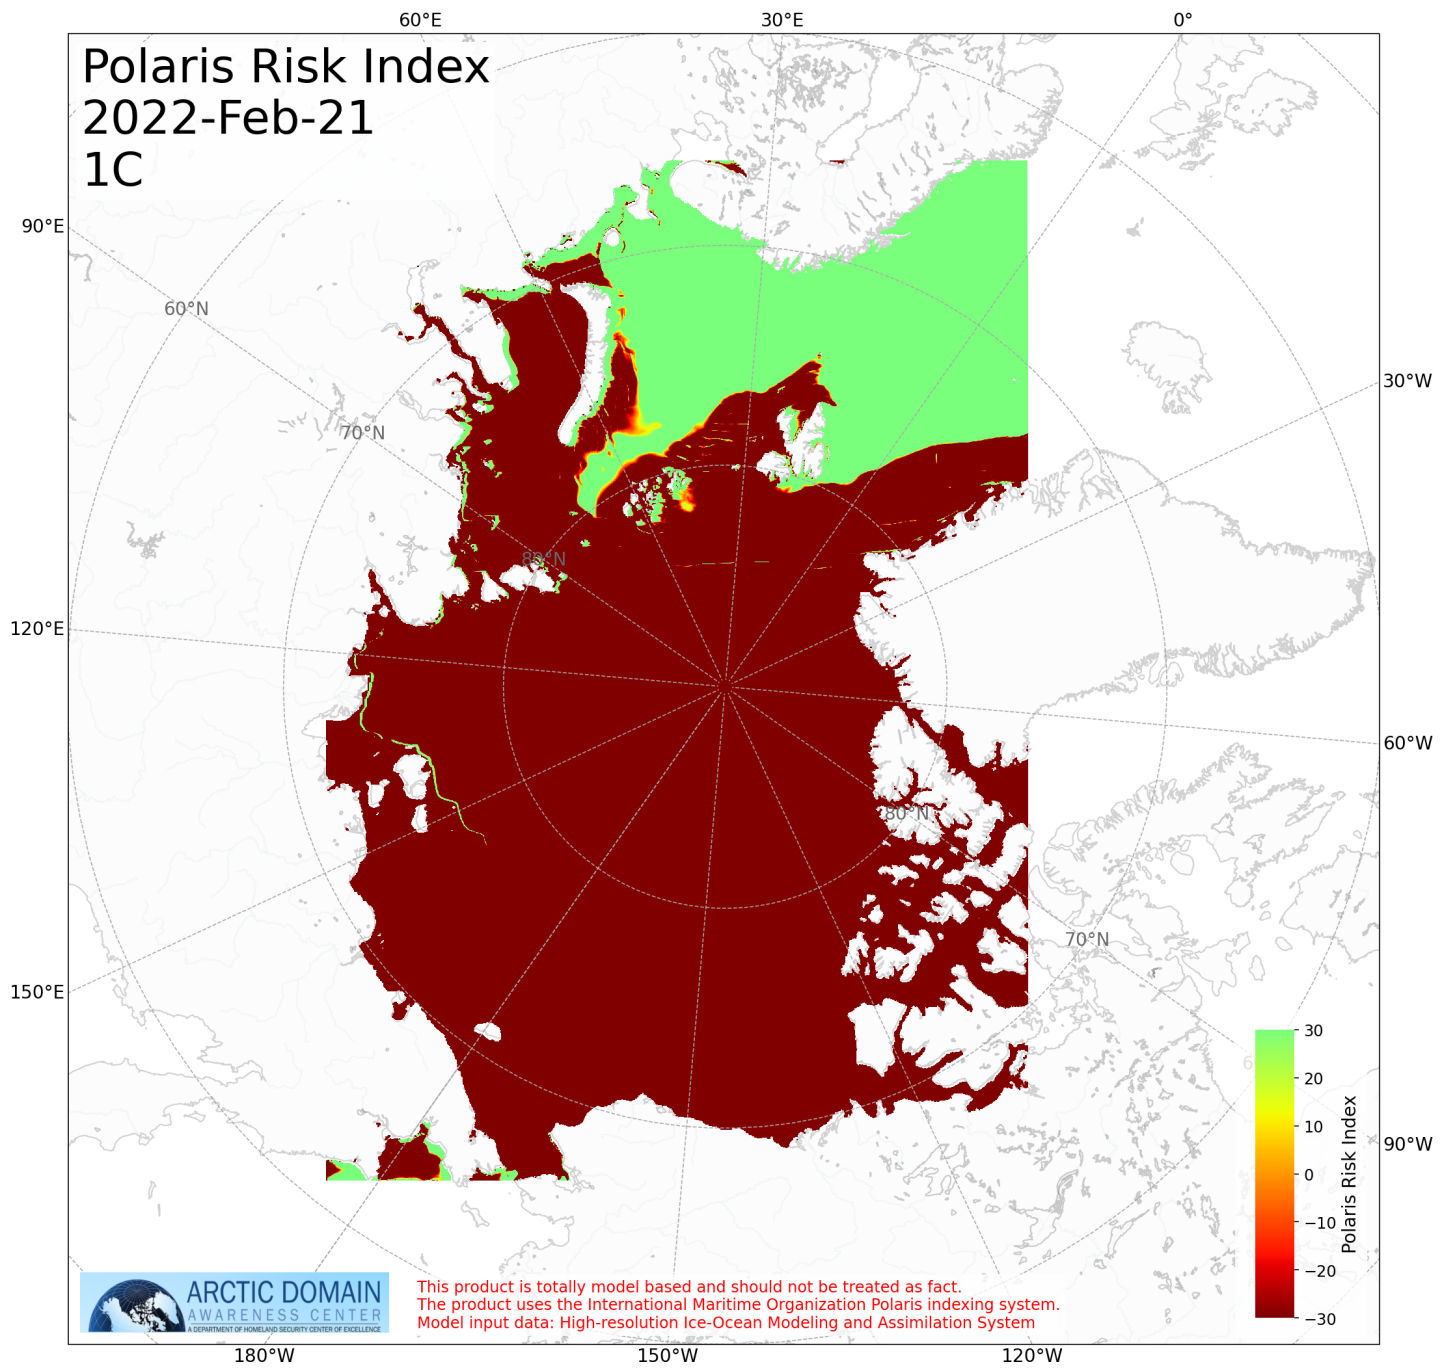 60°E
30°E
0°
Polaris Risk Index
2022-Feb-21
1C
90°E
60°N
30°W
70°N
80°N
120°E
60°W
80°N
70°N
150°E
30
20
10
0
−10
−20
−30
Polaris Risk Index
90°W
ARCTIC DOMAIN
AWARENESS CENTER
A DEPARTMENT OF HOMELAND SECURITY CENTER OF EXCELLENCE
This product is totally model based and should not be treated as fact.
The product uses the International Maritime Organization Polaris indexing system.
Model input data: High-resolution Ice-Ocean Modeling and Assimilation System
180°W
150°W
120°W